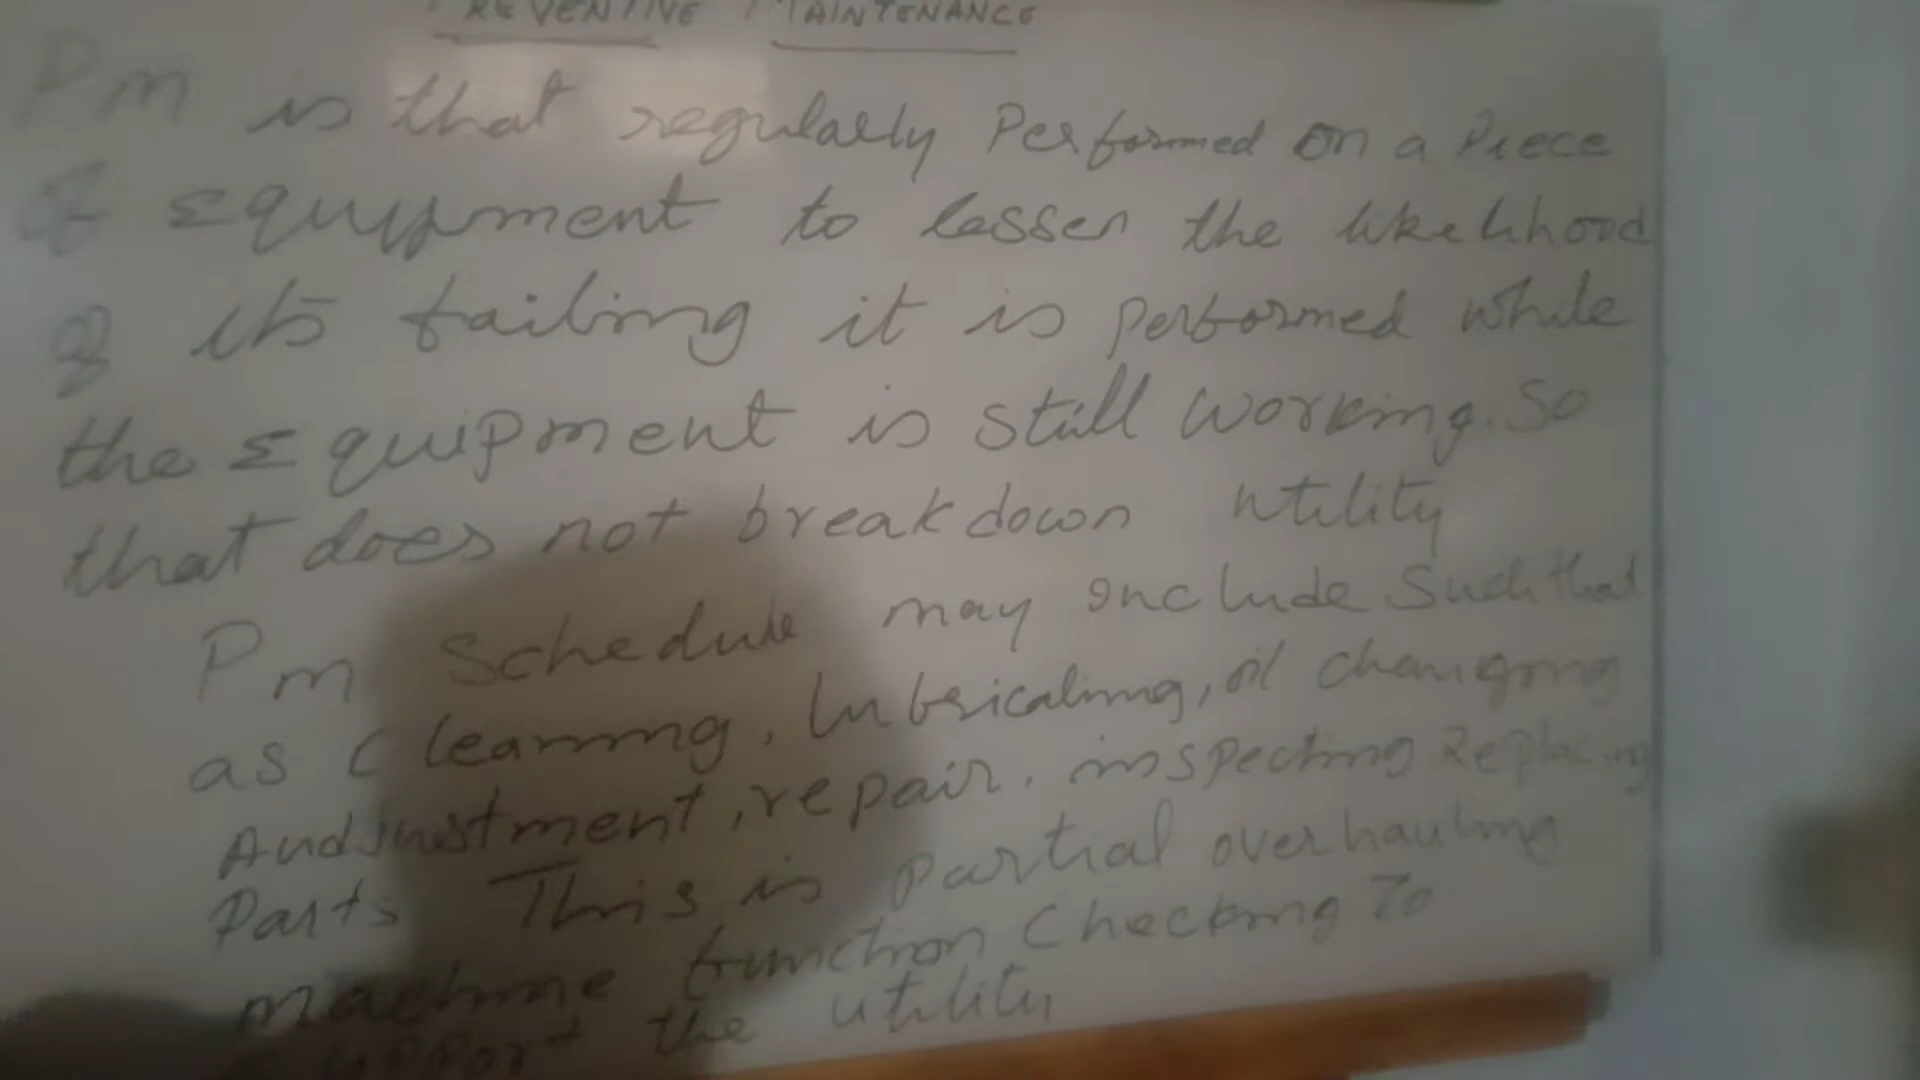 PREVENTIVE MAINTENANCE
Pm is that regularly Performed on a Piece
of Equipment to lessen the likelihood
of its failing it is performed while
the Equipment is still working. So
that does not breakdown utility
Pm Schedule may include Such that
as Cleaning, lubricating, oil changing
Audjustment, repair, inspecting Replacing
Parts This is partial overhauling
machine function Checking To
Support the utility